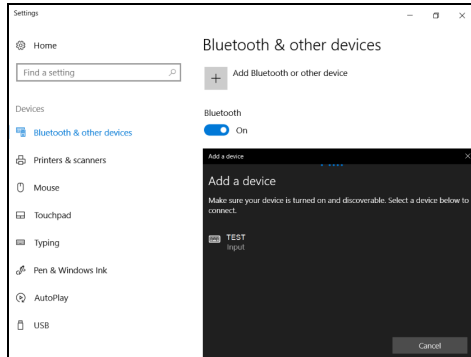 Settings
Home
Find a setting
Devices
Bluetooth & other devices
Printers & scanners
Mouse
Touchpad
Typing
Pen & Windows Ink
AutoPlay
USB
Bluetooth & other devices
Add Bluetooth or other device
Bluetooth
On
Add a device
Add a device
Make sure your device is turned on and discoverable. Select a device below to
connect.
TEST
Input
Cancel